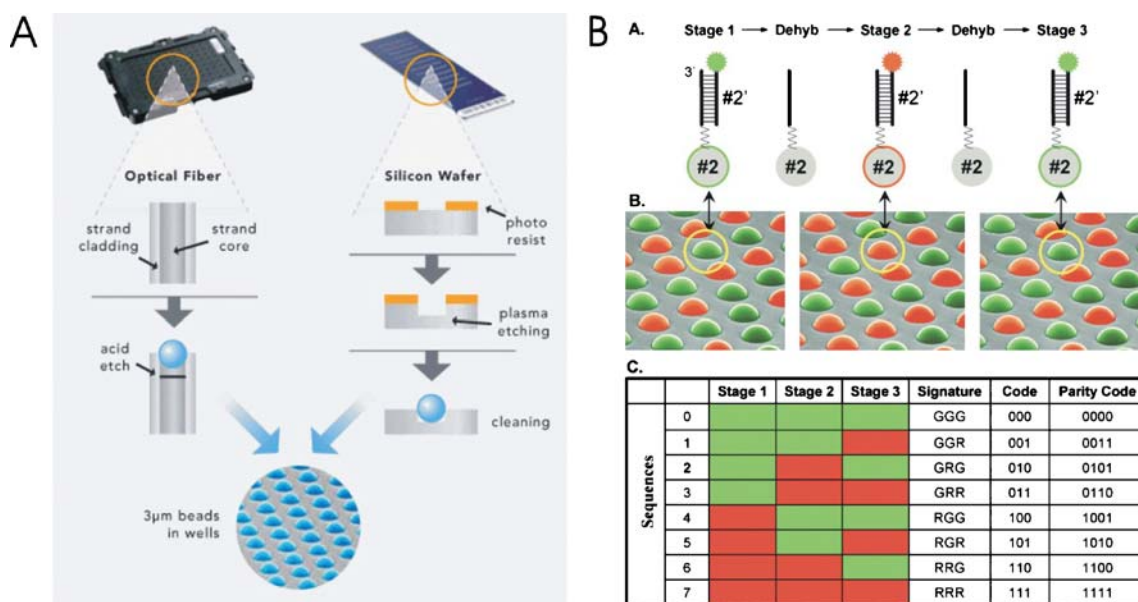 A
Optical Fiber
strand
cladding
strand
core
acid
etch
Silicon Wafer
photo
resist
plasma
etching
cleaning
3µm beads
in wells
B
A. Stage 1 Dehyb Stage 2 Dehyb Stage 3
3´ #2' #2' #2'
#2 #2 #2 #2 #2
B.
C.
Stage 1 Stage 2 Stage 3 Signature Code Parity Code
Sequences
0 GGG 000 0000
1 GGR 001 0011
2 GRG 010 0101
3 GRR 011 0110
4 RGG 100 1001
5 RGR 101 1010
6 RRG 110 1100
7 RRR 111 1111